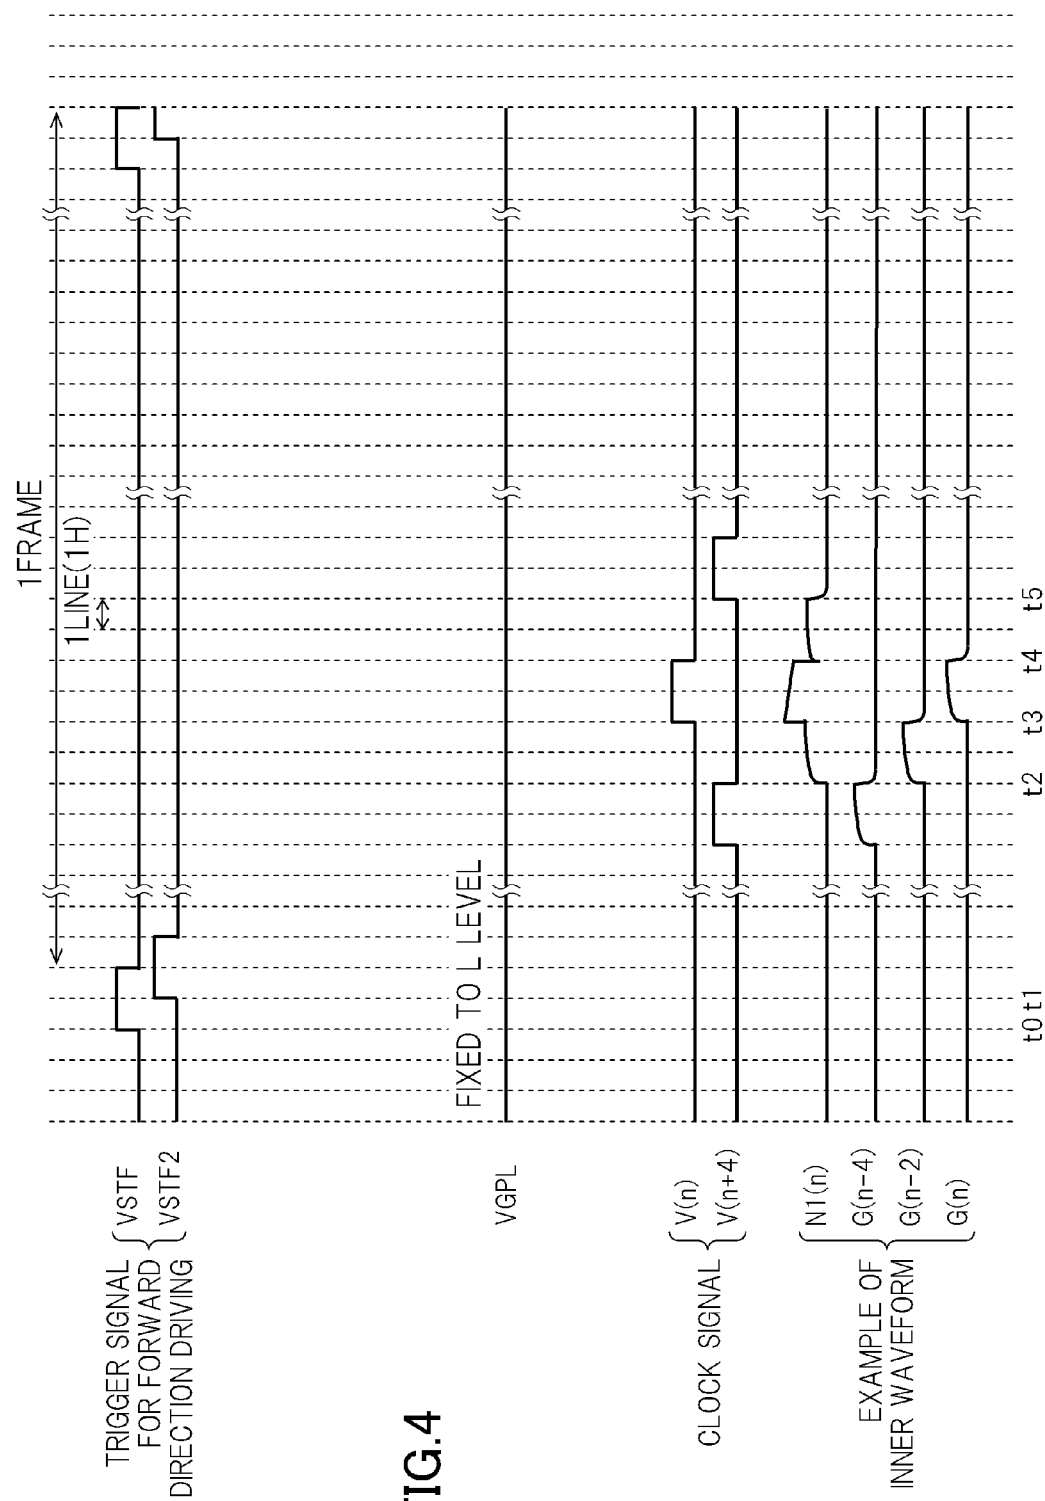 FIG.4
1FRAME
1LINE(1H)
TRIGGER SIGNAL
FOR FORWARD
DIRECTION DRIVING
VSTF
VSTF2
FIXED TO L LEVEL
VGPL
CLOCK SIGNAL
V(n)
V(n+4)
EXAMPLE OF
INNER WAVEFORM
N1(n)
G(n-4)
G(n-2)
G(n)
t0 t1 t2 t3 t4 t5